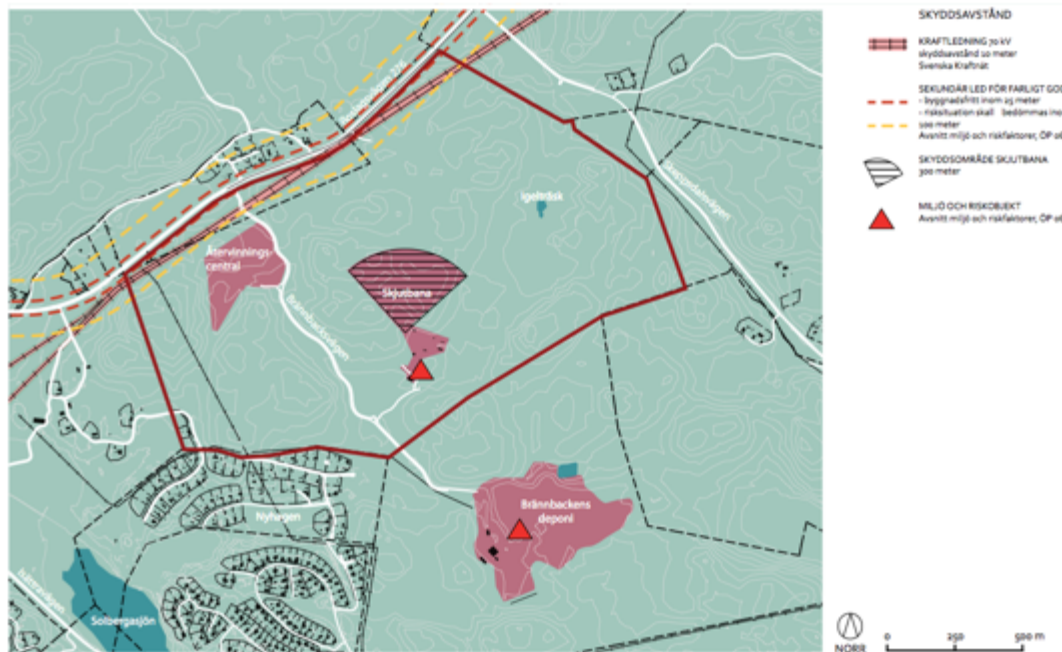 SKYDDSAVSTÅND
KRAFTLEDNING 70 kV
skyddsavstånd 10 meter
Svenska Kraftnät
SEKUNDÄR LED FÖR FARLIGT GO
- byggnadsfritt inom 25 meter
- risksituation skall bedömmas ino
100 meter
Avsnitt miljö och riskfaktorer, ÖP
SKYDDSOMRÅDE SKJUTBANA
300 meter
MILJÖ OCH RISKOBJEKT
Avsnitt miljö och riskfaktorer, ÖP
226
Skeppsdalsvägen
Igelträsk
Återvinnings-
central
Skjutbana
Brännbacksvägen
Brännbackens
deponi
Nyhagen
Solbergasjön
NORR
0 250 500 m